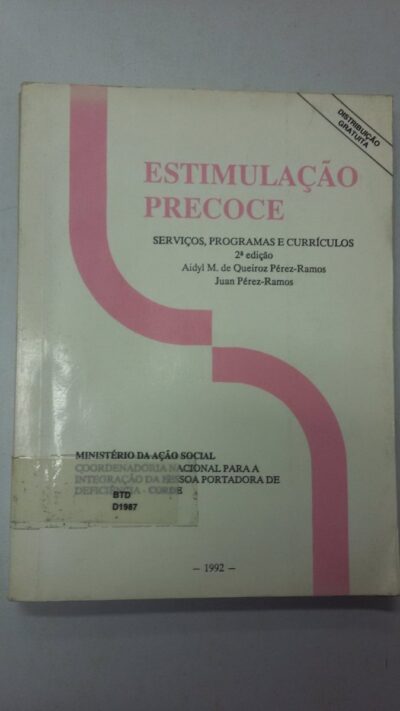 DISTRIBUIÇÃO
GRATUITA
ESTIMULAÇÃO
PRECOCE
SERVIÇOS, PROGRAMAS E CURRÍCULOS
2ª edição
Aidyl M. de Queiroz Pérez-Ramos
Juan Pérez-Ramos
MINISTÉRIO DA AÇÃO SOCIAL
COORDENADORIA NACIONAL PARA A
INTEGRAÇÃO DA PESSOA PORTADORA DE
DEFICIÊNCIA - CORDE
BTD
D1987
– 1992 –